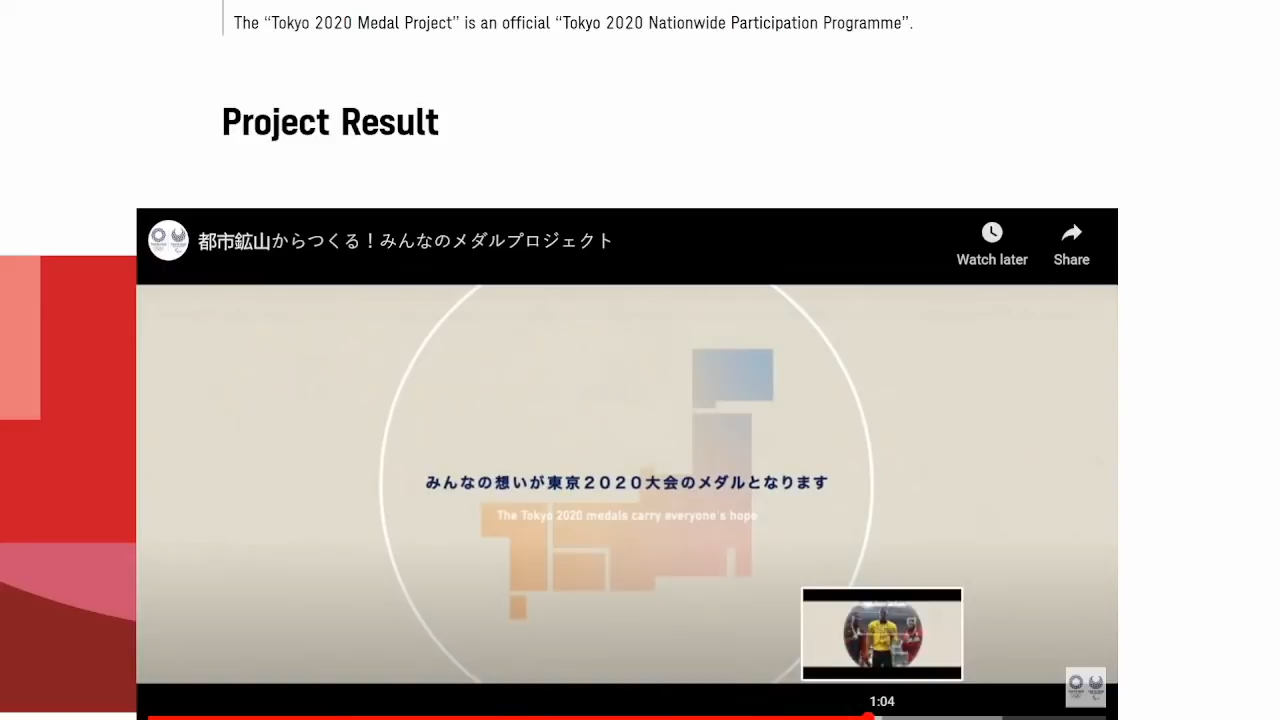 The “Tokyo 2020 Medal Project” is an official “Tokyo 2020 Nationwide Participation Programme”.
Project Result
都市鉱山からつくる！みんなのメダルプロジェクト
Watch later
Share
みんなの想いが東京２０２０大会のメダルとなります
The Tokyo 2020 medals carry everyone's hope
1:04